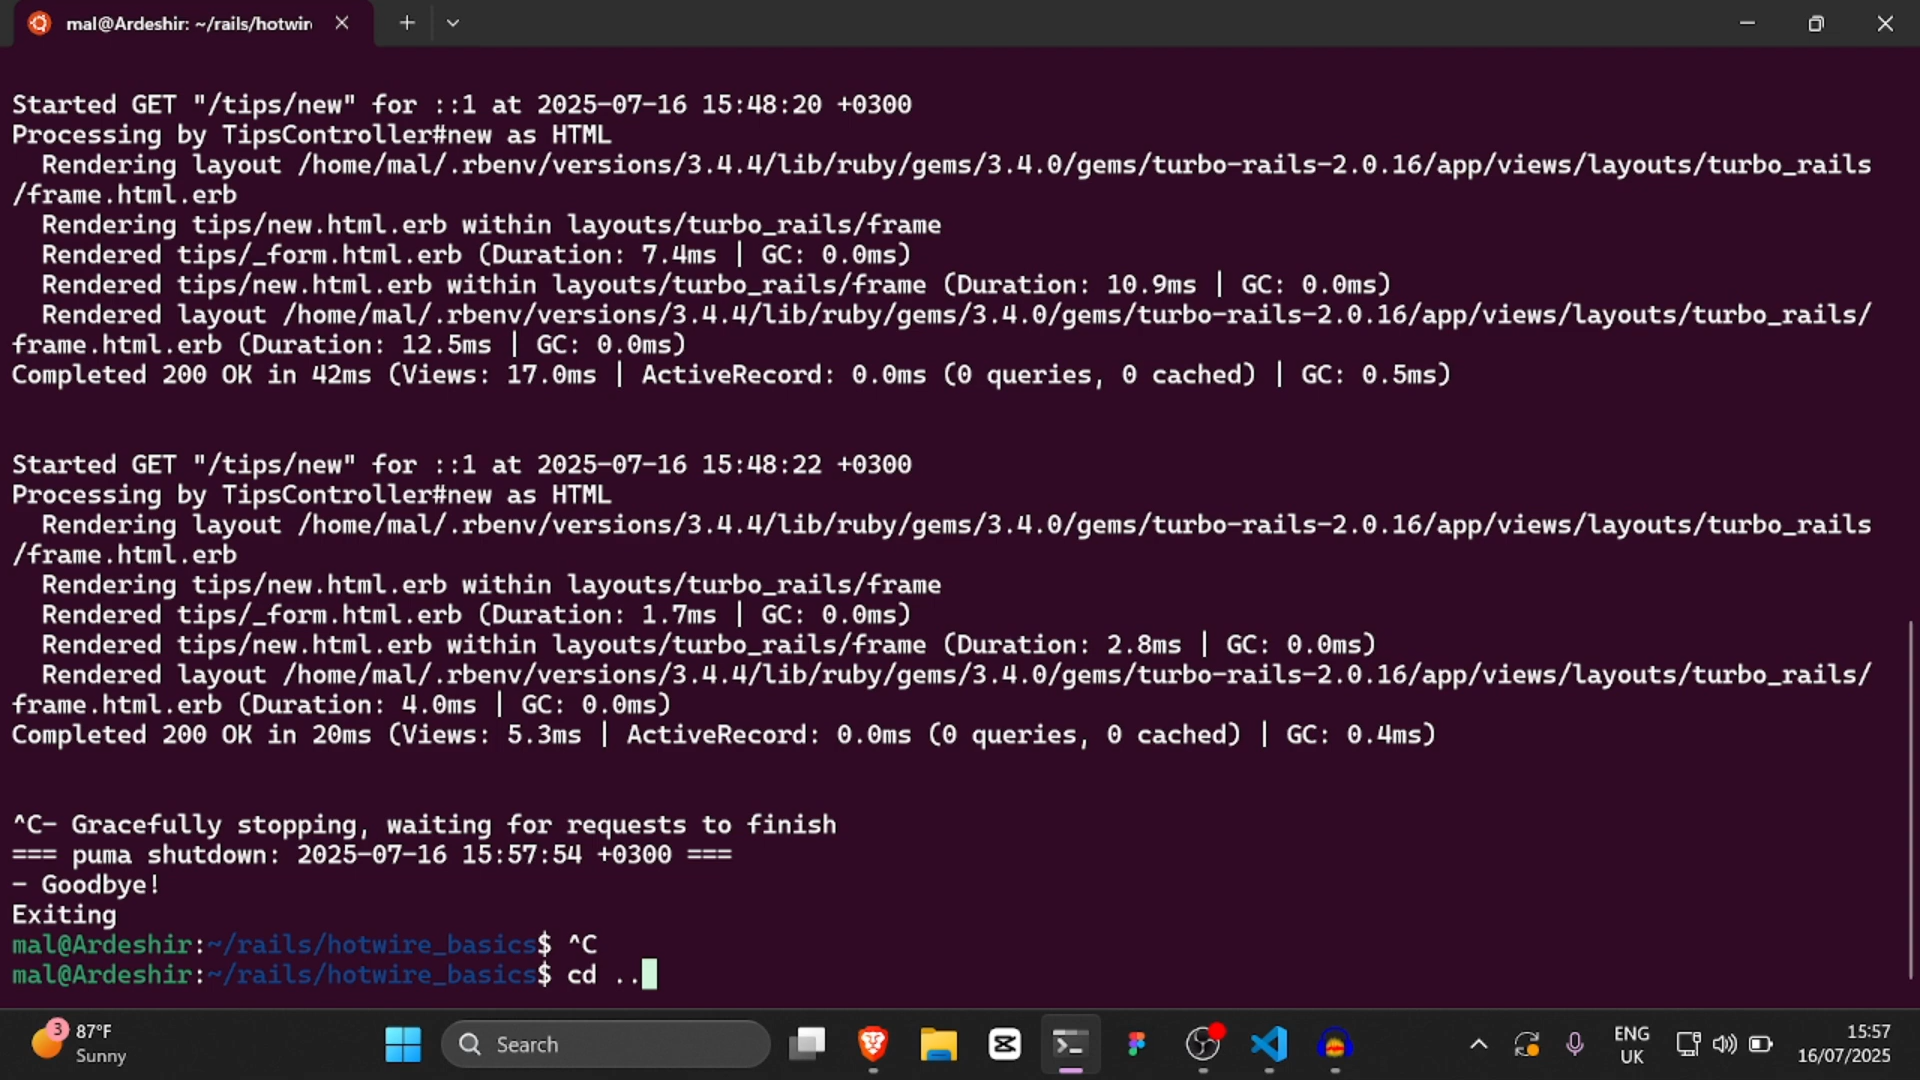 mal@Ardeshir: ~/rails/hotwir
Started GET "/tips/new" for ::1 at 2025-07-16 15:48:20 +0300
Processing by TipsController#new as HTML
  Rendering layout /home/mal/.rbenv/versions/3.4.4/lib/ruby/gems/3.4.0/gems/turbo-rails-2.0.16/app/views/layouts/turbo_rails
/frame.html.erb
  Rendering tips/new.html.erb within layouts/turbo_rails/frame
  Rendered tips/_form.html.erb (Duration: 7.4ms | GC: 0.0ms)
  Rendered tips/new.html.erb within layouts/turbo_rails/frame (Duration: 10.9ms | GC: 0.0ms)
  Rendered layout /home/mal/.rbenv/versions/3.4.4/lib/ruby/gems/3.4.0/gems/turbo-rails-2.0.16/app/views/layouts/turbo_rails/
frame.html.erb (Duration: 12.5ms | GC: 0.0ms)
Completed 200 OK in 42ms (Views: 17.0ms | ActiveRecord: 0.0ms (0 queries, 0 cached) | GC: 0.5ms)
Started GET "/tips/new" for ::1 at 2025-07-16 15:48:22 +0300
Processing by TipsController#new as HTML
  Rendering layout /home/mal/.rbenv/versions/3.4.4/lib/ruby/gems/3.4.0/gems/turbo-rails-2.0.16/app/views/layouts/turbo_rails
/frame.html.erb
  Rendering tips/new.html.erb within layouts/turbo_rails/frame
  Rendered tips/_form.html.erb (Duration: 1.7ms | GC: 0.0ms)
  Rendered tips/new.html.erb within layouts/turbo_rails/frame (Duration: 2.8ms | GC: 0.0ms)
  Rendered layout /home/mal/.rbenv/versions/3.4.4/lib/ruby/gems/3.4.0/gems/turbo-rails-2.0.16/app/views/layouts/turbo_rails/
frame.html.erb (Duration: 4.0ms | GC: 0.0ms)
Completed 200 OK in 20ms (Views: 5.3ms | ActiveRecord: 0.0ms (0 queries, 0 cached) | GC: 0.4ms)
^C- Gracefully stopping, waiting for requests to finish
=== puma shutdown: 2025-07-16 15:57:54 +0300 ===
- Goodbye!
Exiting
mal@Ardeshir:~/rails/hotwire_basics$ ^C
mal@Ardeshir:~/rails/hotwire_basics$ cd ..
3
87°F
Sunny
Search
ENG
UK
15:57
16/07/2025